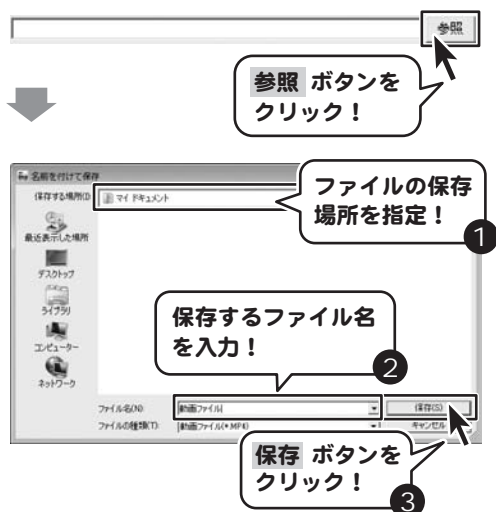 参照
参照 ボタンを
クリック！
名前を付けて保存
保存する場所(I)
マイ ドキュメント
ファイルの保存
場所を指定！
1
最近表示した場所
デスクトップ
ライブラリ
コンピューター
ネットワーク
保存するファイル名
を入力！
2
ファイル名(N):
動画ファイル
保存(S)
ファイルの種類(T):
動画ファイル(*.MP4)
キャンセル
保存 ボタンを
クリック！
3